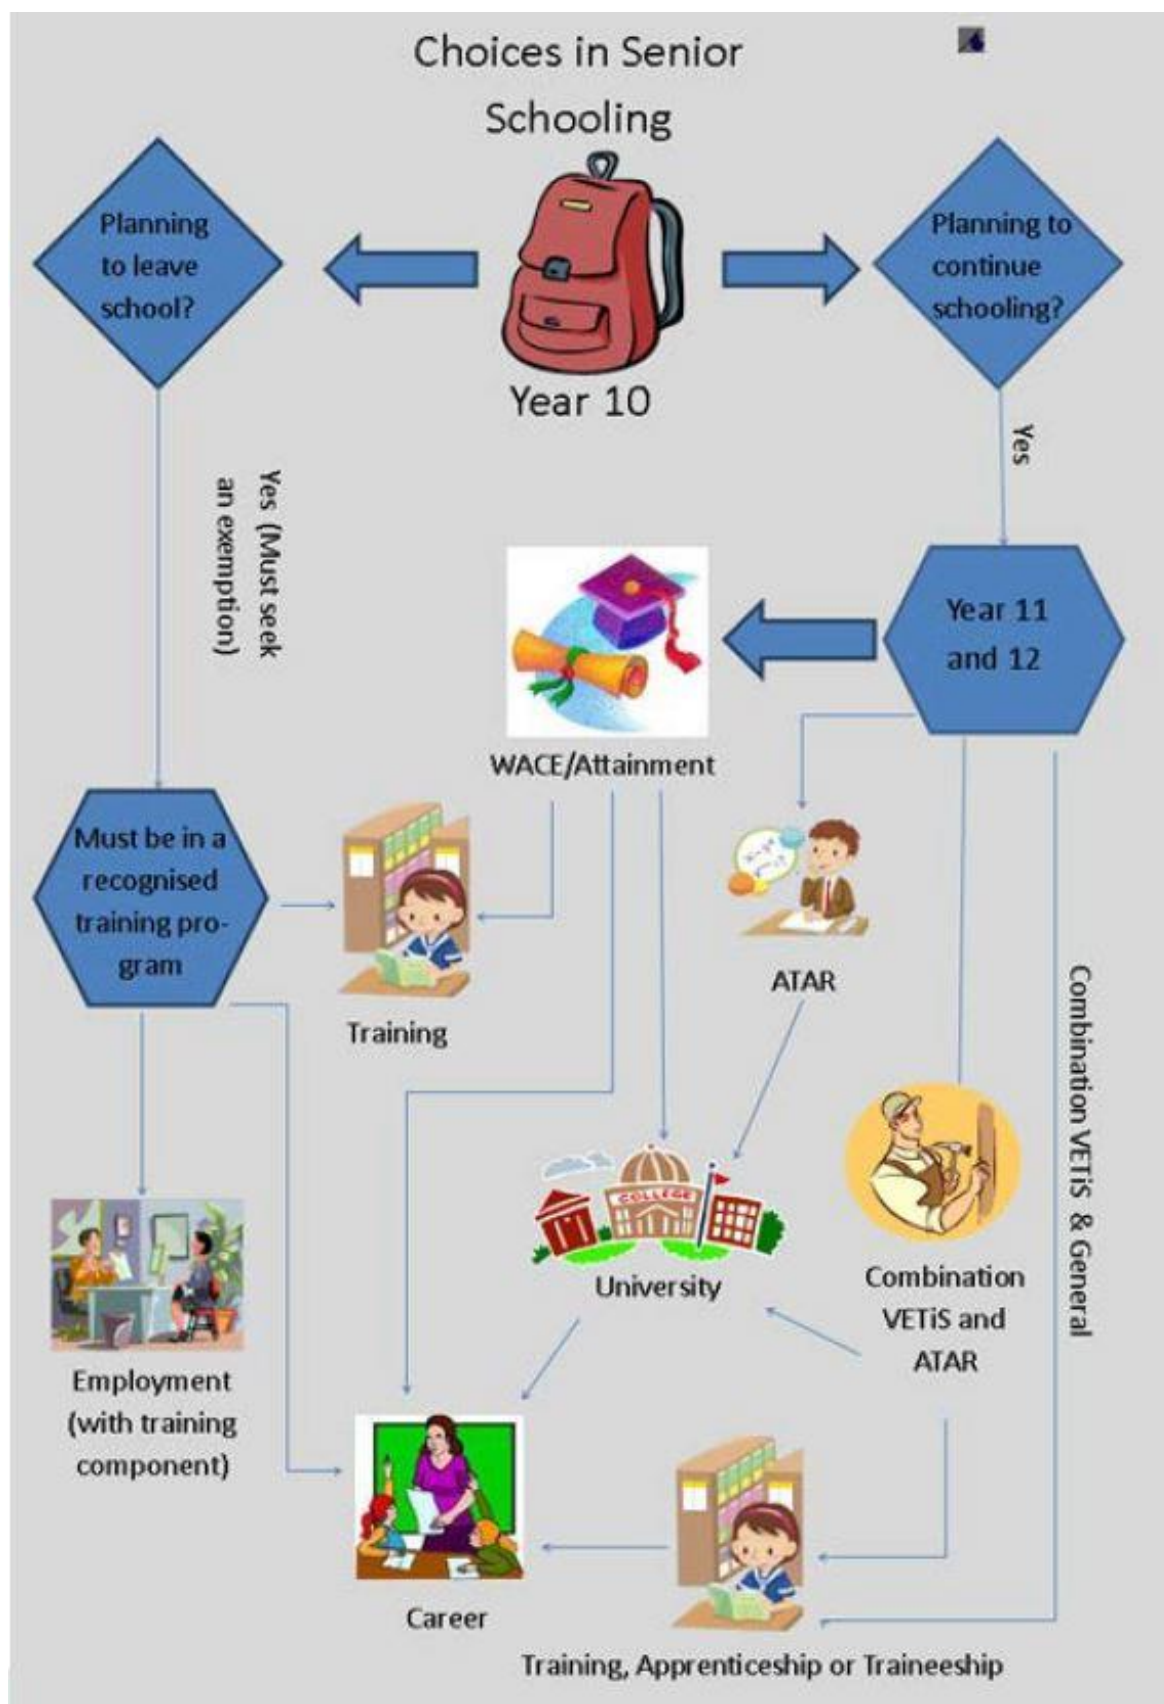 Choices in Senior
Schooling
Planning
to leave
school?
Planning to
continue
schooling?
Year 10
Yes
Yes (Must seek
an exemption)
Year 11
and 12
WACE/Attainment
Must be in a
recognised
training pro-
gram
Training
ATAR
Combination VETiS & General
COLLEGE
University
Combination
VETiS and
ATAR
Employment
(with training
component)
Career
Training, Apprenticeship or Traineeship